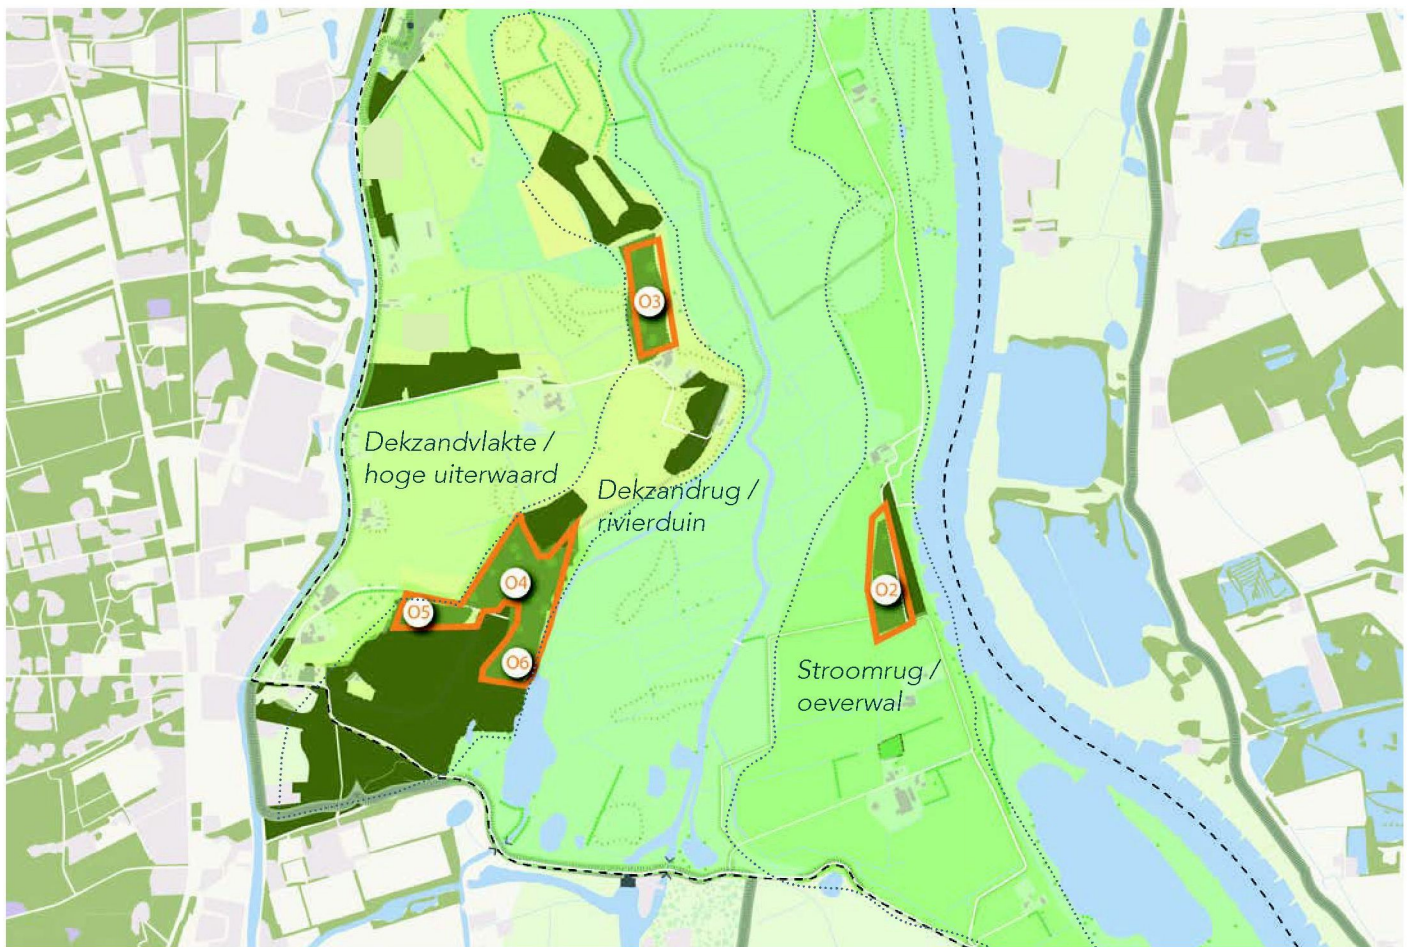 O3
Dekzandvlakte /
hoge uiterwaard
Dekzandrug /
rivierduin
O4
O5
O2
O6
Stroomrug /
oeverwal